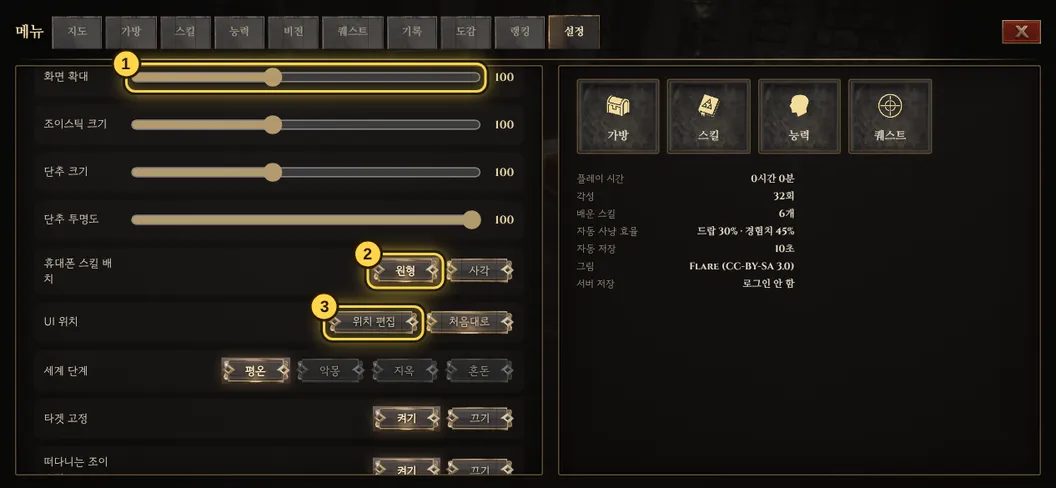 메뉴
지도
가방
스킬
능력
비전
퀘스트
기록
도감
랭킹
설정
1
화면 확대
100
조이스틱 크기
100
단추 크기
100
단추 투명도
100
휴대폰 스킬 배
치
2
원형
사각
UI 위치
3
위치 편집
처음대로
세계 단계
평온
악몽
지옥
혼돈
타겟 고정
켜기
끄기
떠다니는 조이
켜기
끄기
가방
스킬
능력
퀘스트
플레이 시간 0시간 0분
각성 32회
배운 스킬 6개
자동 사냥 효율 드랍 30% · 경험치 45%
자동 저장 10초
그림 FLARE (CC-BY-SA 3.0)
서버 저장 로그인 안 함